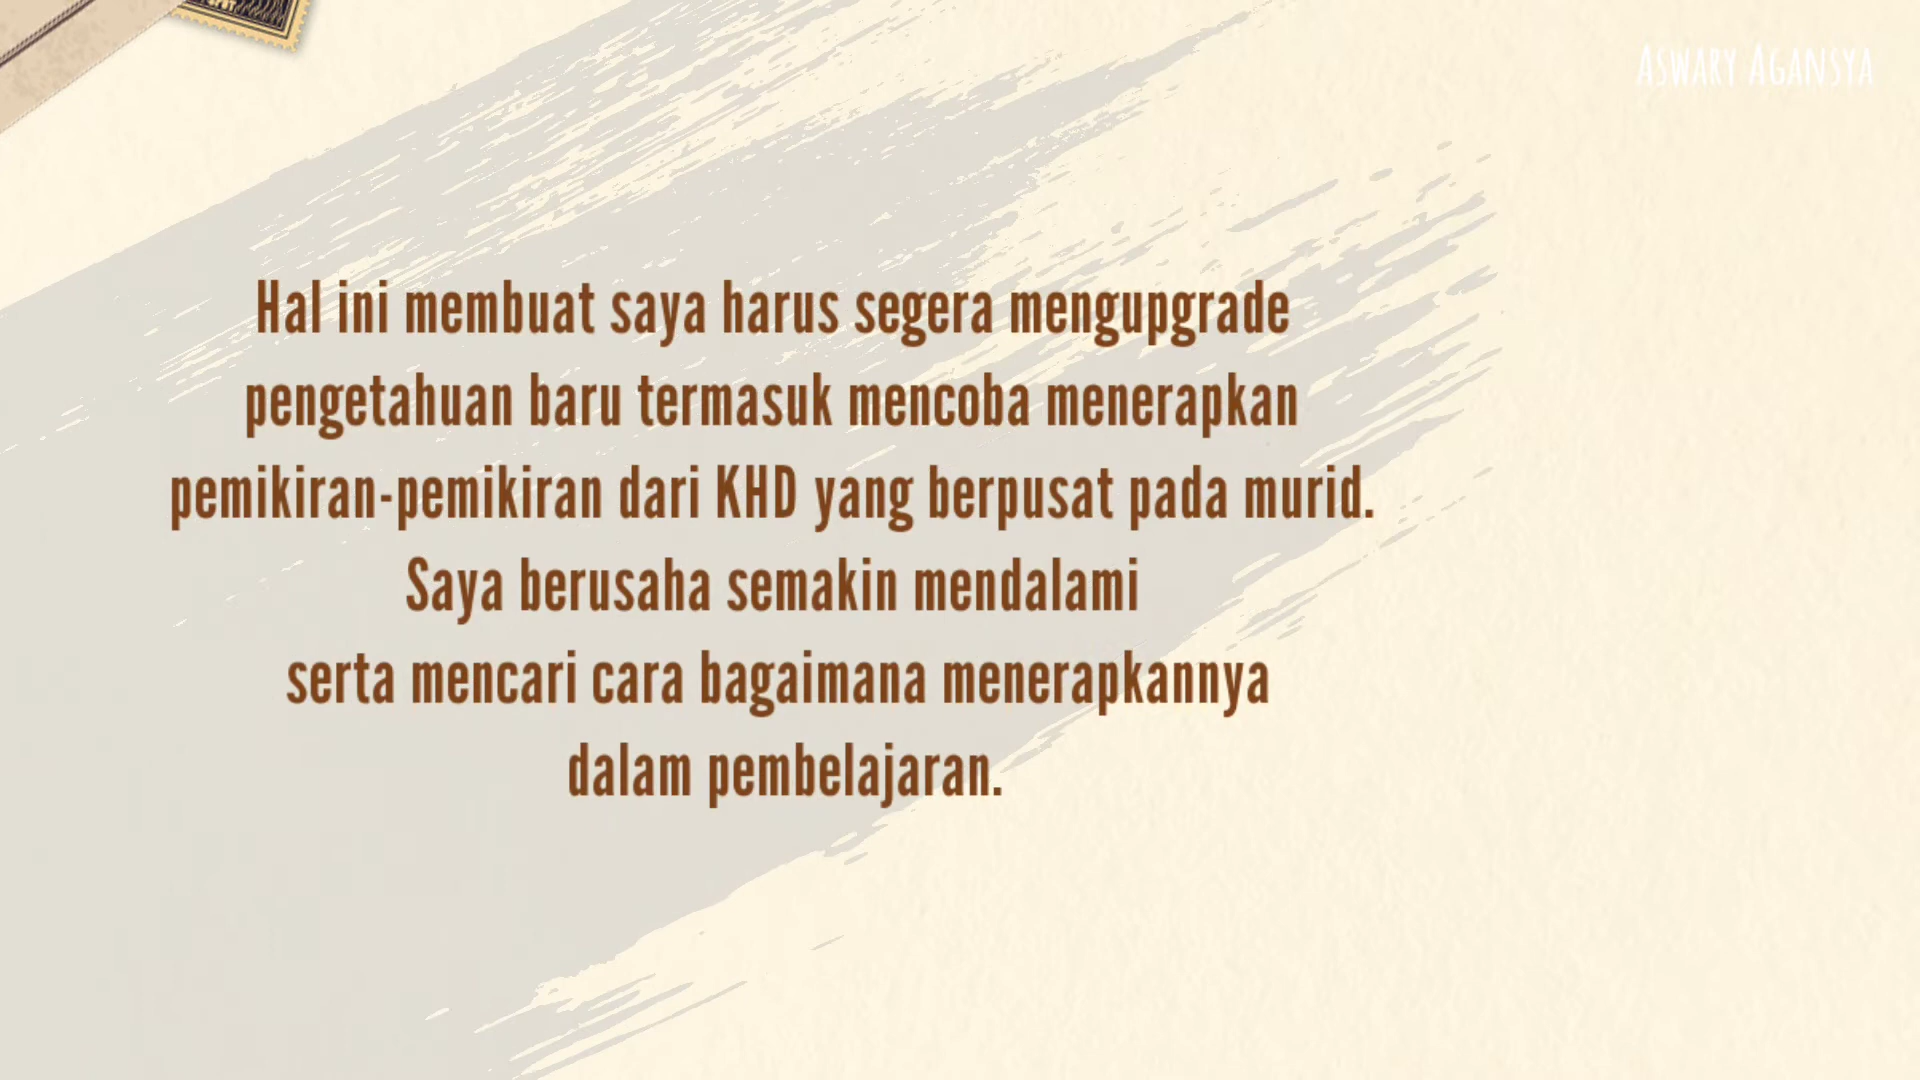 Aswary Agansya
Hal ini membuat saya harus segera mengupgrade
pengetahuan baru termasuk mencoba menerapkan
pemikiran-pemikiran dari KHD yang berpusat pada murid.
Saya berusaha semakin mendalami
serta mencari cara bagaimana menerapkannya
dalam pembelajaran.